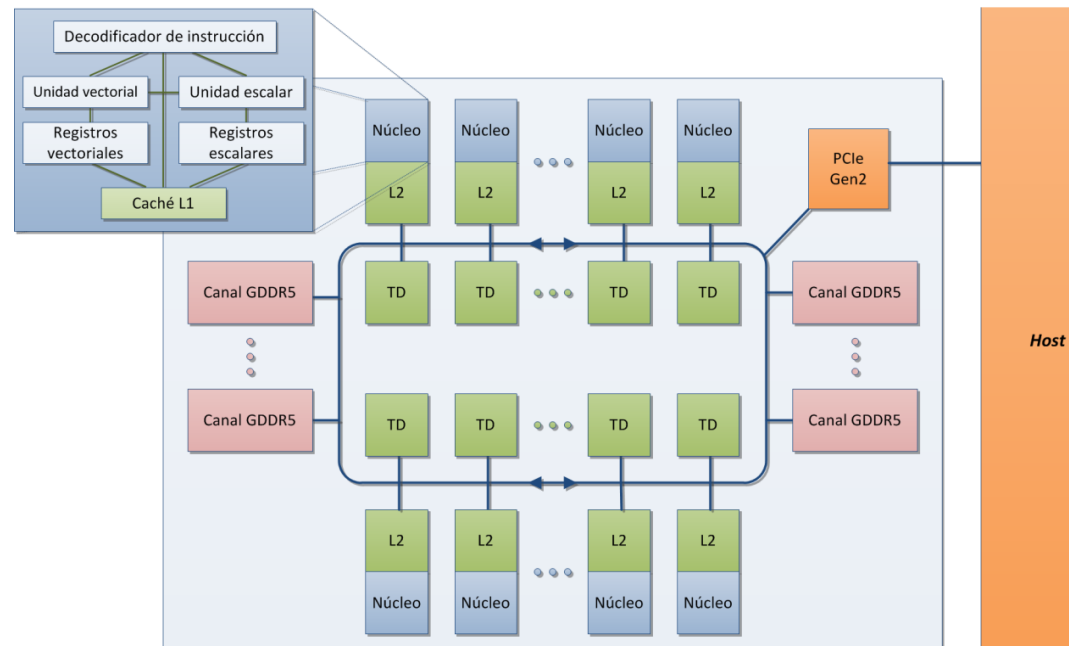 Decodificador de instrucción
Unidad vectorial
Unidad escalar
Registros
vectoriales
Registros
escalares
Caché L1
Núcleo
Núcleo
Núcleo
Núcleo
L2
L2
L2
L2
PCIe
Gen2
Canal GDDR5
TD
TD
TD
TD
Canal GDDR5
Host
Canal GDDR5
TD
TD
TD
TD
Canal GDDR5
L2
L2
L2
L2
Núcleo
Núcleo
Núcleo
Núcleo